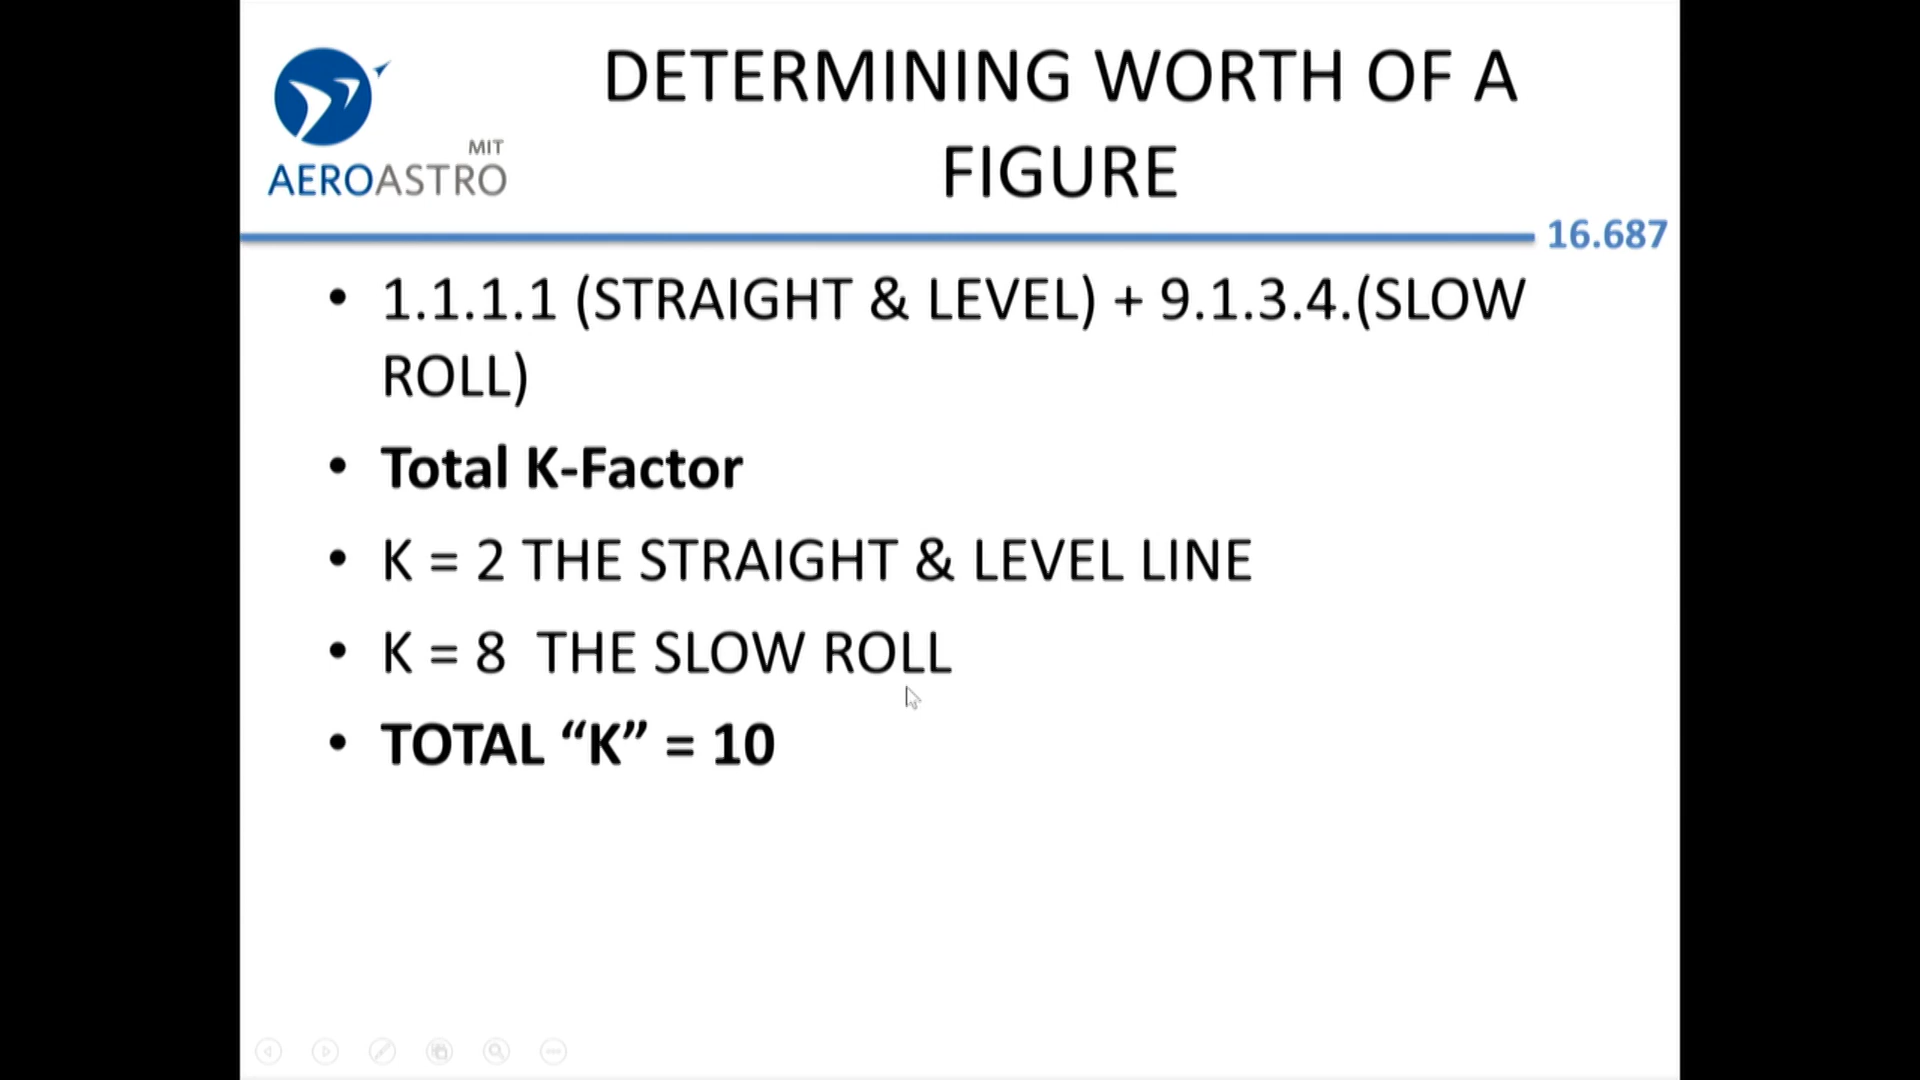 DETERMINING WORTH OF A
FIGURE
MIT
AEROASTRO
16.687
• 1.1.1.1 (STRAIGHT & LEVEL) + 9.1.3.4.(SLOW
ROLL)
• Total K-Factor
• K = 2 THE STRAIGHT & LEVEL LINE
• K = 8 THE SLOW ROLL
• TOTAL “K” = 10